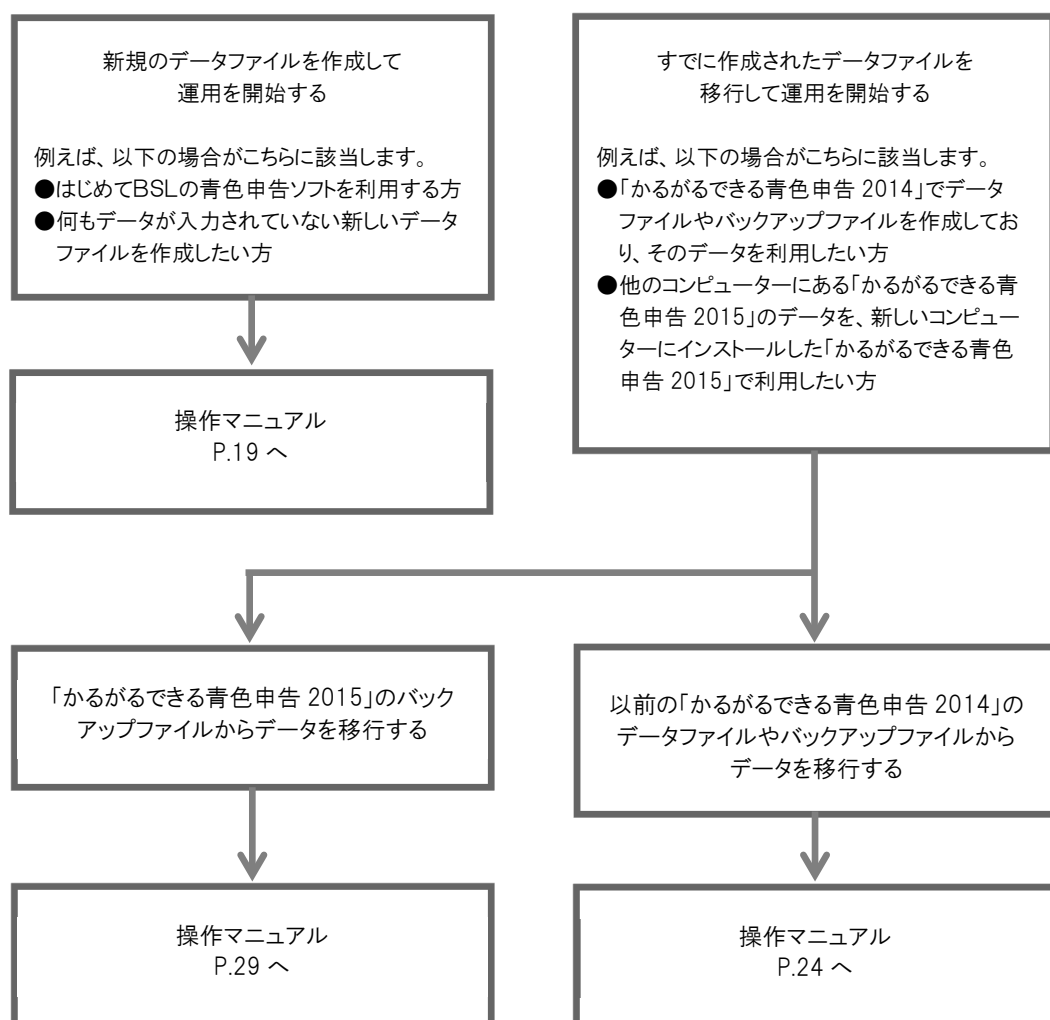 新規のデータファイルを作成して
運用を開始する
例えば、以下の場合がこちらに該当します。
●はじめてBSLの青色申告ソフトを利用する方
●何もデータが入力されていない新しいデータ
ファイルを作成したい方
操作マニュアル
P.19 へ
すでに作成されたデータファイルを
移行して運用を開始する
例えば、以下の場合がこちらに該当します。
●「かるがるできる青色申告 2014」でデータ
ファイルやバックアップファイルを作成してお
り、そのデータを利用したい方
●他のコンピューターにある「かるがるできる青
色申告 2015」のデータを、新しいコンピュー
ターにインストールした「かるがるできる青色
申告 2015」で利用したい方
「かるがるできる青色申告 2015」のバック
アップファイルからデータを移行する
操作マニュアル
P.29 へ
以前の「かるがるできる青色申告 2014」の
データファイルやバックアップファイルから
データを移行する
操作マニュアル
P.24 へ